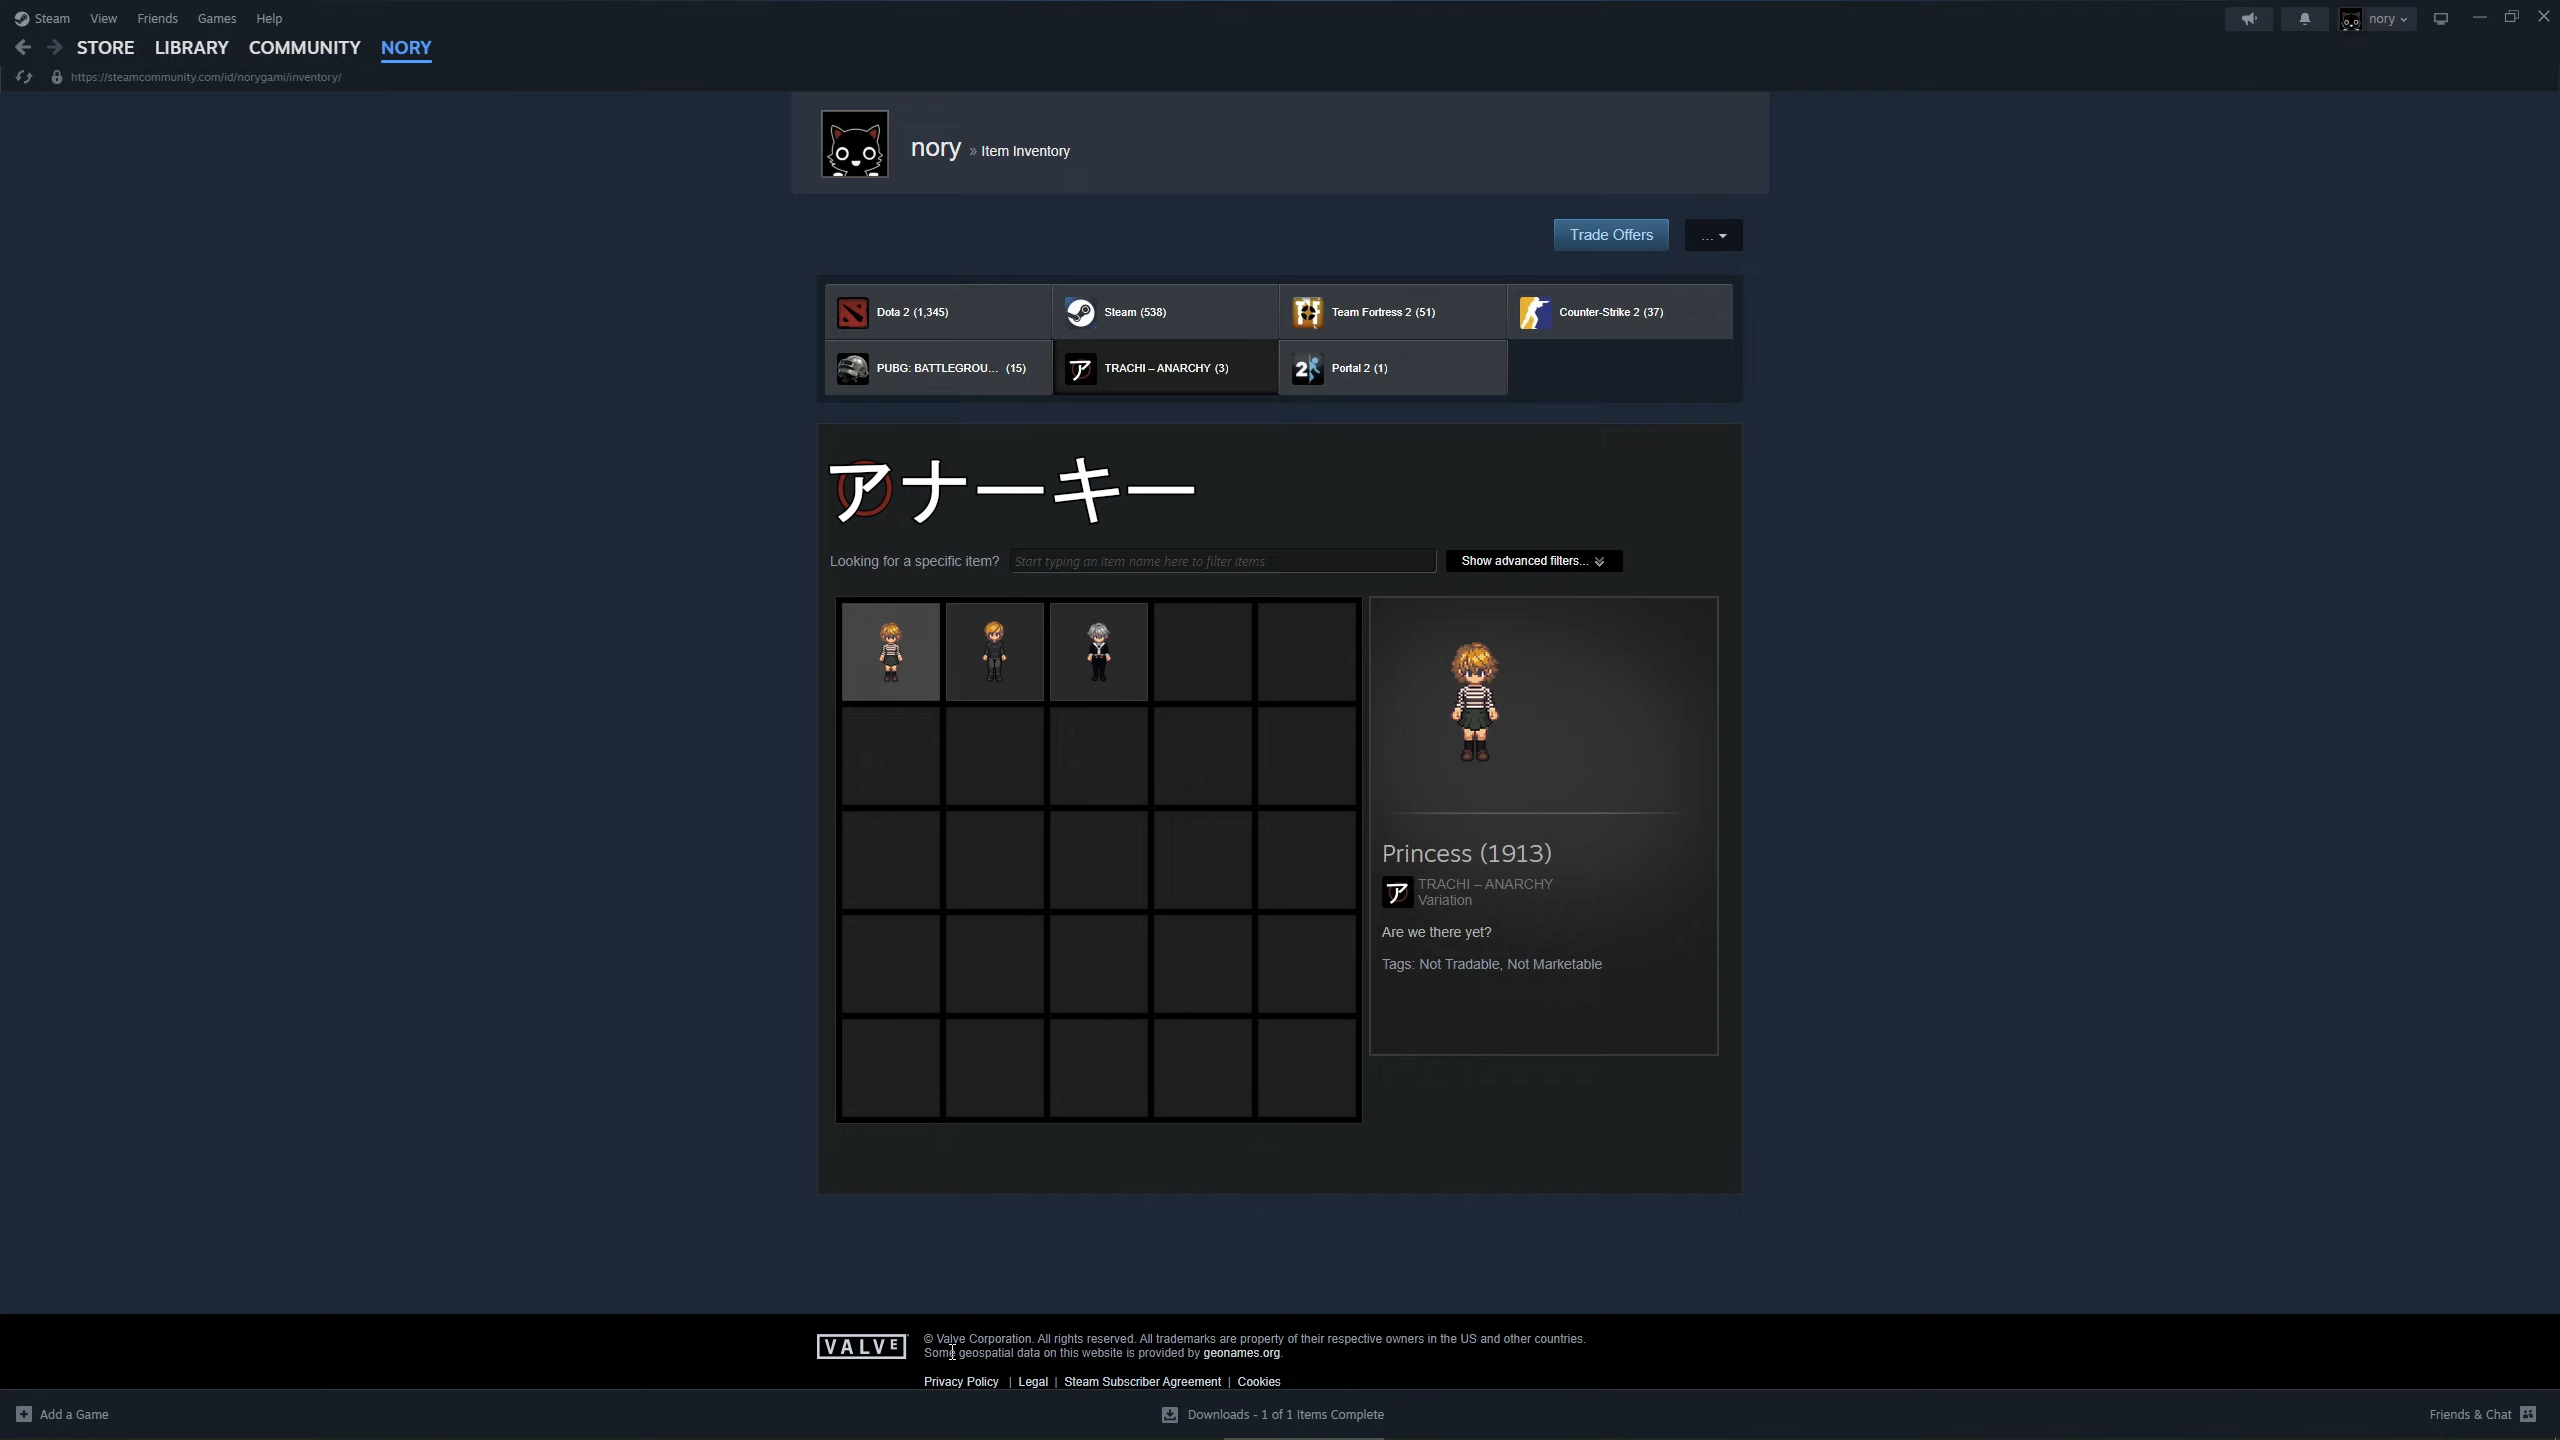 Steam View Friends Games Help nory
STORE LIBRARY COMMUNITY NORY
https://steamcommunity.com/id/norygami/inventory/
nory » Item Inventory
Trade Offers ...
Dota 2 (1,345) Steam (538) Team Fortress 2 (51) Counter-Strike 2 (37)
PUBG: BATTLEGROU... (15) ア TRACHI – ANARCHY (3) 2 Portal 2 (1)
アナーキー
Looking for a specific item? Start typing an item name here to filter items Show advanced filters...
Princess (1913)
ア TRACHI – ANARCHY
Variation
Are we there yet?
Tags: Not Tradable, Not Marketable
VALVE © Valve Corporation. All rights reserved. All trademarks are property of their respective owners in the US and other countries.
Some geospatial data on this website is provided by geonames.org.
Privacy Policy | Legal | Steam Subscriber Agreement | Cookies
Add a Game Downloads - 1 of 1 Items Complete Friends & Chat